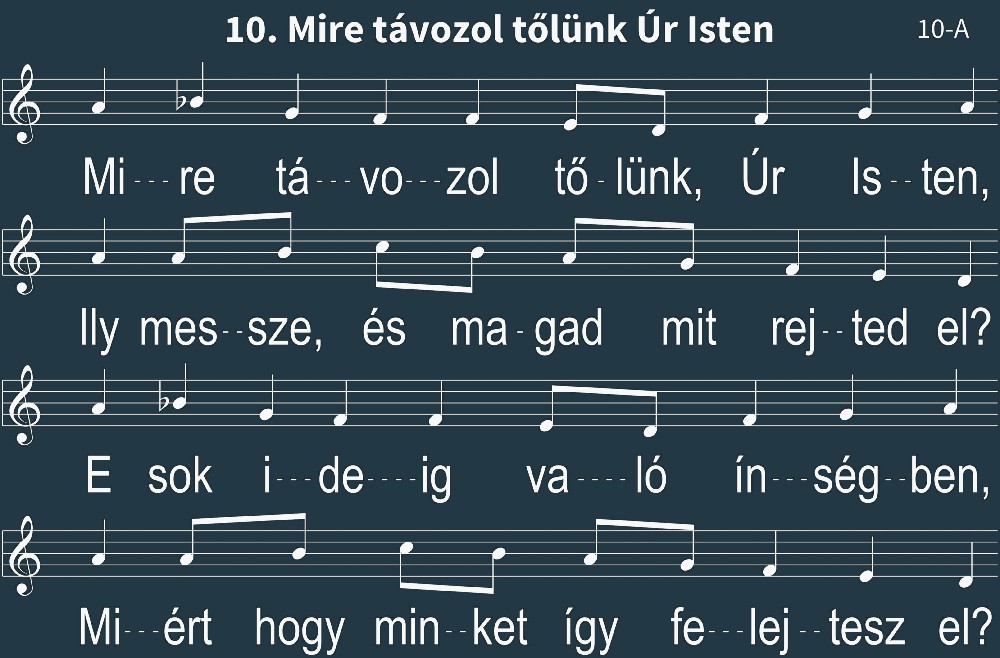 10. Mire távozol tőlünk Úr Isten
10-A
Mi---re tá---vo---zol tő-lünk, Úr Is--ten,
Ily mes--sze, és ma-gad mit rej--ted el?
E sok i---de----ig va----ló ín---ség--ben,
Mi---ért hogy min--ket így fe---lej--tesz el?